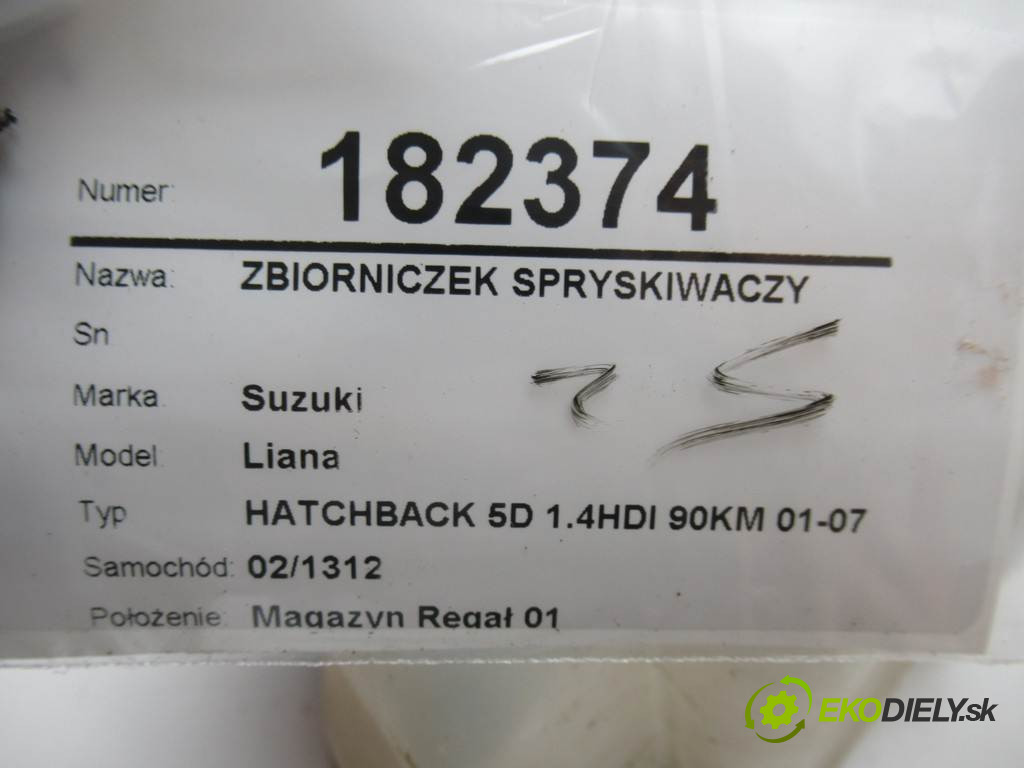 Numer: 182374
Nazwa: ZBIORNICZEK SPRYSKIWACZY
Sn
Marka: Suzuki
Model: Liana
Typ HATCHBACK 5D 1.4HDI 90KM 01-07
Samochód: 02/1312
Położenie: Magazyn Regał 01
EKODIELY.sk